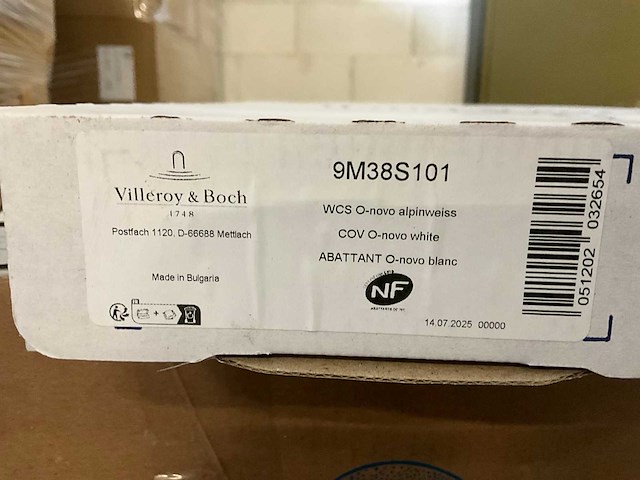 Villeroy & Boch
1748
Postfach 1120, D-66688 Mettlach
Made in Bulgaria
9M38S101
WCS O-novo alpinweiss
COV O-novo white
ABATTANT O-novo blanc
NF
14.07.2025 00000
051202 032654